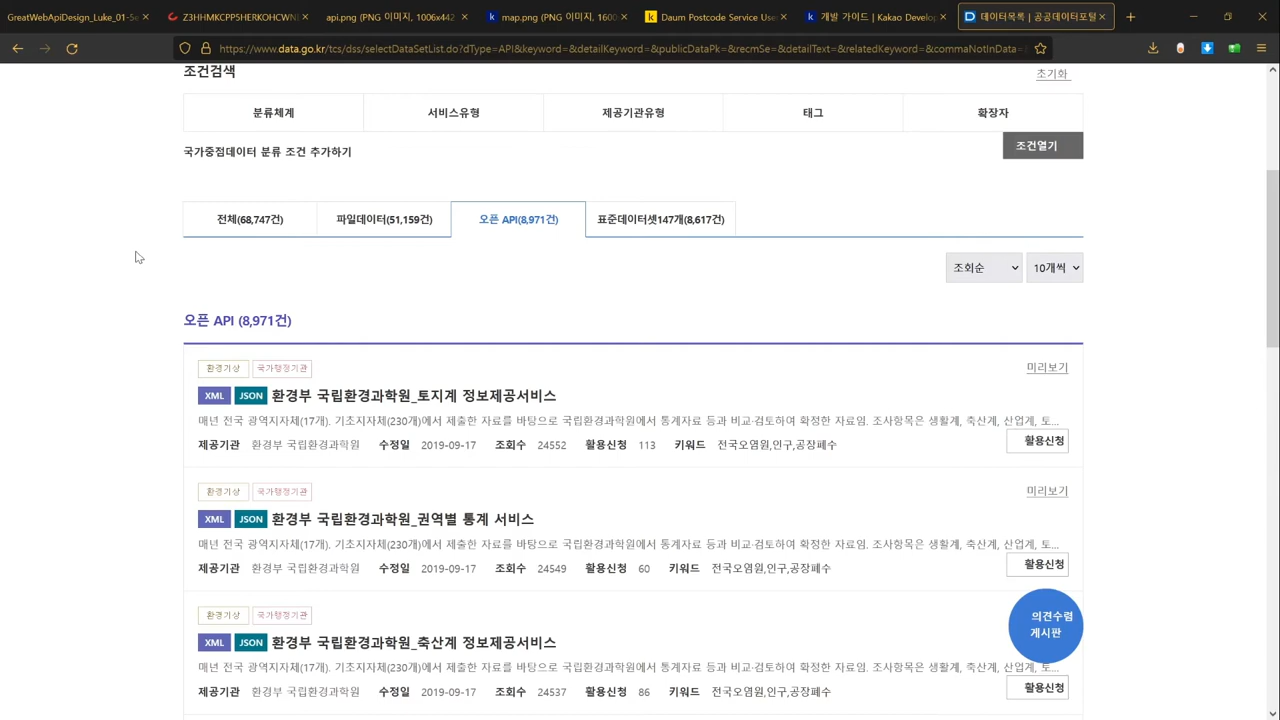 GreatWebApiDesign_Luke_01-5e
Z3HHMKCPP5HERKOHCWNI
api.png (PNG 이미지, 1006x442
map.png (PNG 이미지, 1600x
Daum Postcode Service Use
개발 가이드 | Kakao Develop
데이터목록 | 공공데이터포털
https://www.data.go.kr/tcs/dss/selectDataSetList.do?dType=API&keyword=&detailKeyword=&publicDataPk=&recmSe=&detailText=&relatedKeyword=&commaNotInData=
조건검색
초기화
분류체계
서비스유형
제공기관유형
태그
확장자
국가중점데이터 분류 조건 추가하기
조건열기
전체(68,747건)
파일데이터(51,159건)
오픈 API(8,971건)
표준데이터셋147개(8,617건)
조회순
10개씩
오픈 API (8,971건)
환경기상 국가행정기관
미리보기
XML JSON 환경부 국립환경과학원_토지계 정보제공서비스
매년 전국 광역지자체(17개). 기초지자체(230개)에서 제출한 자료를 바탕으로 국립환경과학원에서 통계자료 등과 비교·검토하여 확정한 자료임. 조사항목은 생활계, 축산계, 산업계, 토...
제공기관 환경부 국립환경과학원 수정일 2019-09-17 조회수 24552 활용신청 113 키워드 전국오염원,인구,공장폐수
활용신청
환경기상 국가행정기관
미리보기
XML JSON 환경부 국립환경과학원_권역별 통계 서비스
매년 전국 광역지자체(17개). 기초지자체(230개)에서 제출한 자료를 바탕으로 국립환경과학원에서 통계자료 등과 비교·검토하여 확정한 자료임. 조사항목은 생활계, 축산계, 산업계, 토...
제공기관 환경부 국립환경과학원 수정일 2019-09-17 조회수 24549 활용신청 60 키워드 전국오염원,인구,공장폐수
활용신청
환경기상 국가행정기관
의견수렴
게시판
XML JSON 환경부 국립환경과학원_축산계 정보제공서비스
매년 전국 광역지자체(17개). 기초지자체(230개)에서 제출한 자료를 바탕으로 국립환경과학원에서 통계자료 등과 비교·검토하여 확정한 자료임. 조사항목은 생활계, 축산계, 산업계, 토...
제공기관 환경부 국립환경과학원 수정일 2019-09-17 조회수 24537 활용신청 86 키워드 전국오염원,인구,공장폐수
활용신청